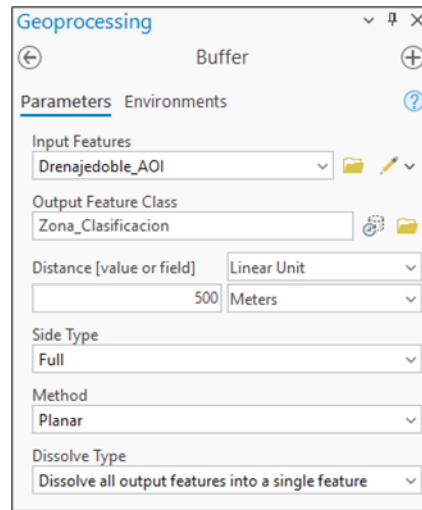 Geoprocessing
Buffer
Parameters Environments
Input Features
Drenajedoble_AOI
Output Feature Class
Zona_Clasificacion
Distance [value or field] Linear Unit
500 Meters
Side Type
Full
Method
Planar
Dissolve Type
Dissolve all output features into a single feature